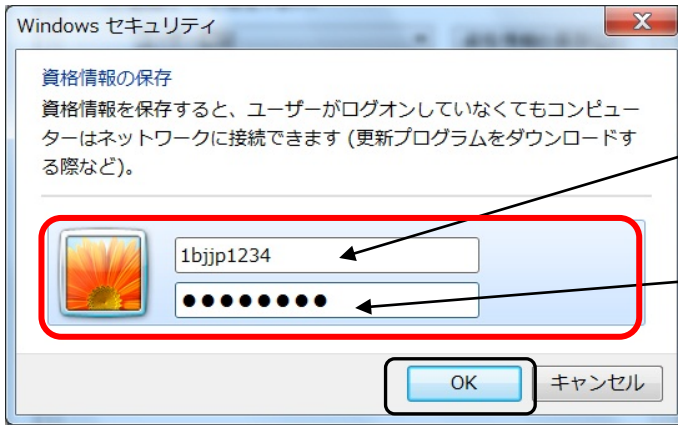 Windows セキュリティ
資格情報の保存
資格情報を保存すると、ユーザーがログオンしていなくてもコンピュー
ターはネットワークに接続できます (更新プログラムをダウンロードす
る際など)。
1bjjp1234
●●●●●●●●
OK
キャンセル